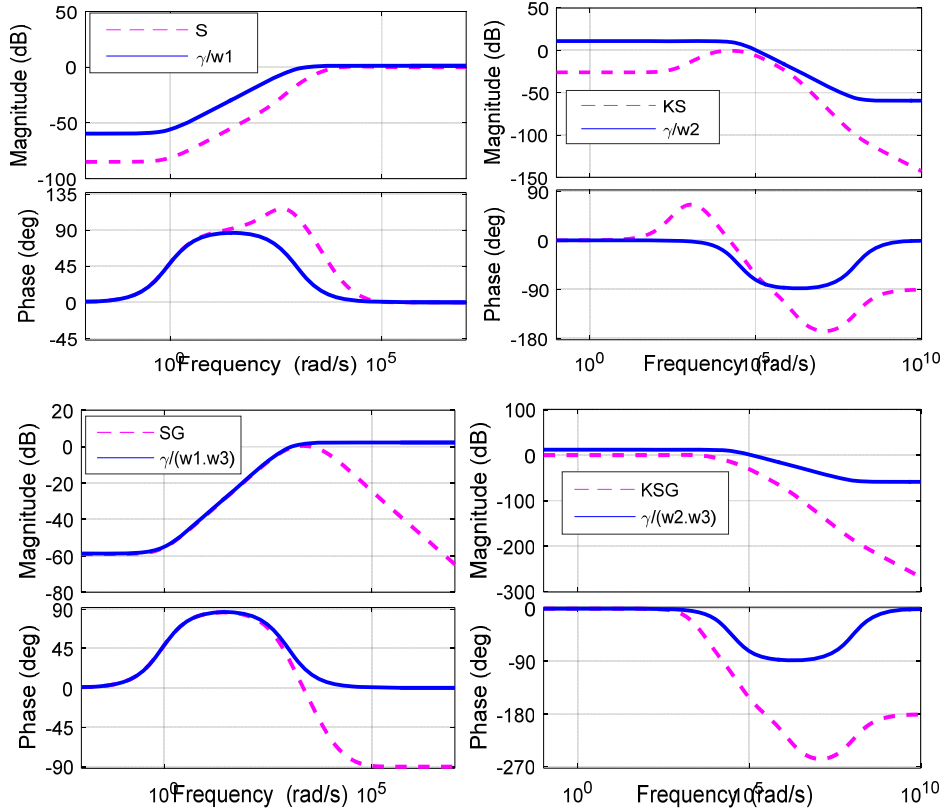 50
0
-50
-100
Magnitude (dB)
S
γ/w1
135
90
45
0
-45
Phase (deg)
10^0
10^5
Frequency (rad/s)
50
0
-50
-100
-150
Magnitude (dB)
KS
γ/w2
90
0
-90
-180
Phase (deg)
10^0
10^5
10^10
Frequency (rad/s)
20
0
-20
-40
-60
-80
Magnitude (dB)
SG
γ/(w1.w3)
90
45
0
-45
-90
Phase (deg)
10^0
10^5
Frequency (rad/s)
100
0
-100
-200
-300
Magnitude (dB)
KSG
γ/(w2.w3)
0
-90
-180
-270
Phase (deg)
10^0
10^5
10^10
Frequency (rad/s)